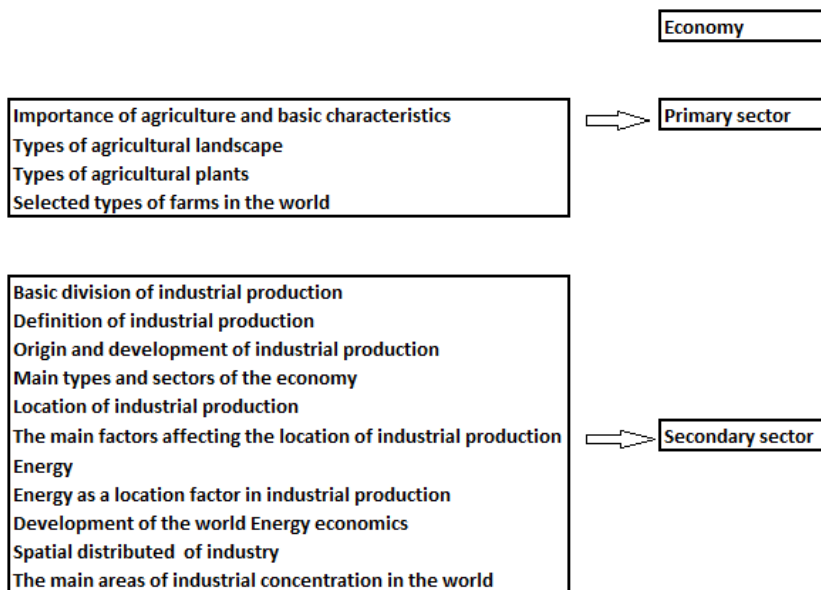 Economy
Importance of agriculture and basic characteristics
Types of agricultural landscape
Types of agricultural plants
Selected types of farms in the world
Primary sector
Basic division of industrial production
Definition of industrial production
Origin and development of industrial production
Main types and sectors of the economy
Location of industrial production
The main factors affecting the location of industrial production
Energy
Energy as a location factor in industrial production
Development of the world Energy economics
Spatial distributed of industry
The main areas of industrial concentration in the world
Secondary sector